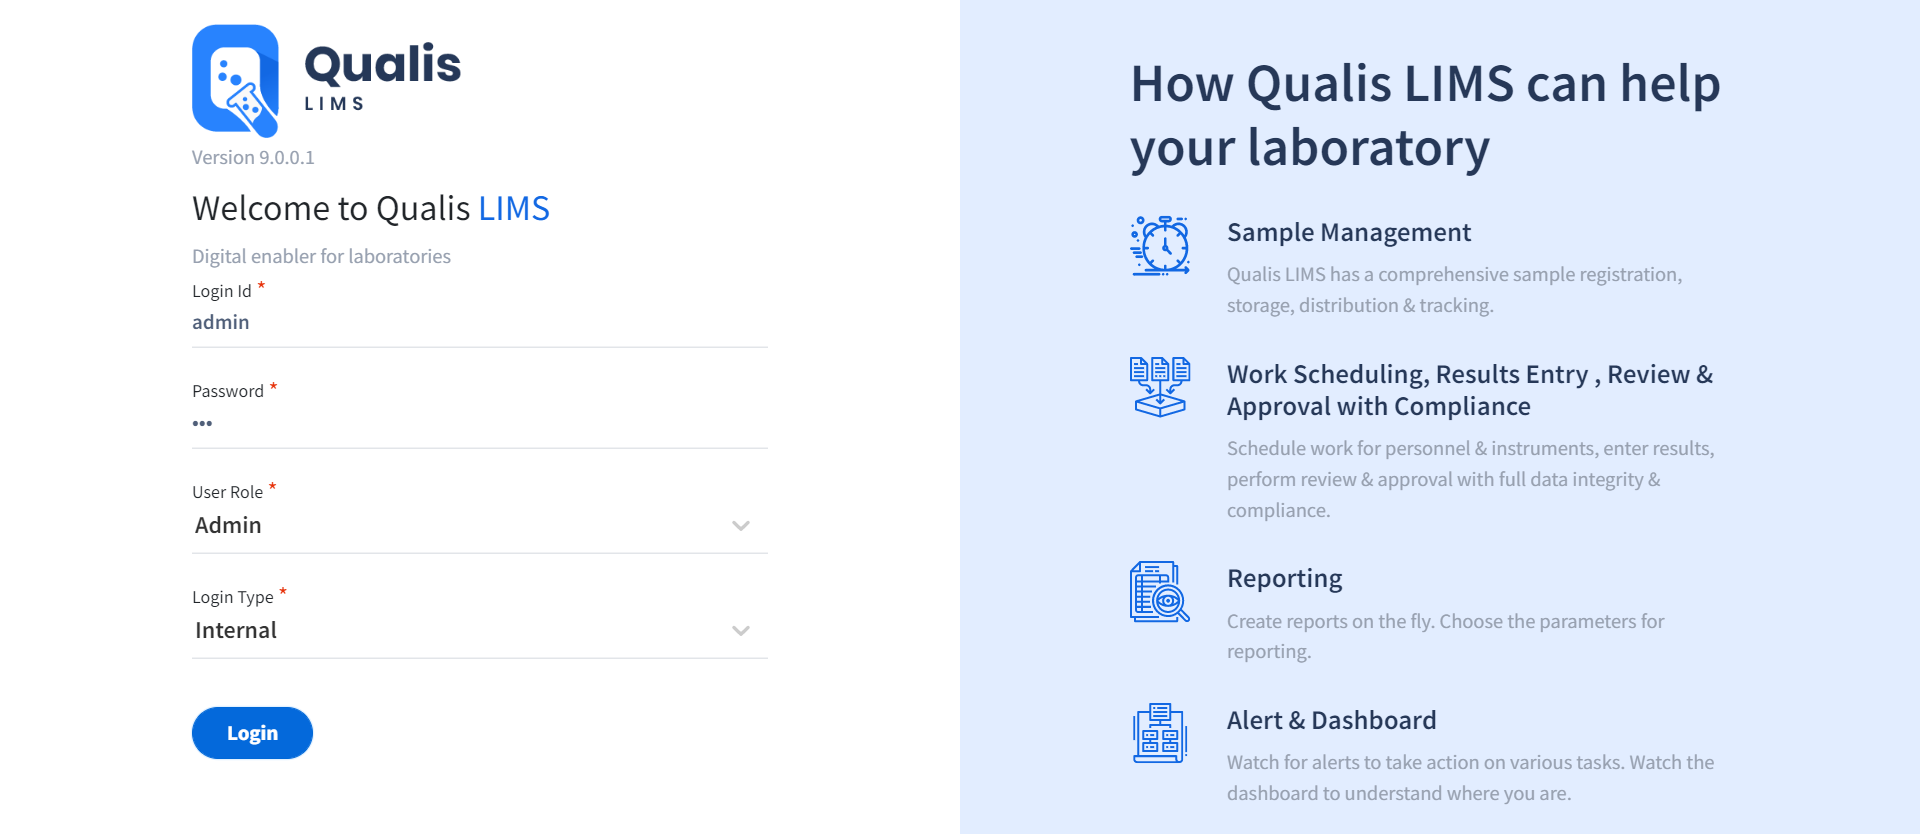 Qualis
LIMS
Version 9.0.0.1
Welcome to Qualis LIMS
Digital enabler for laboratories
Login Id *
admin
Password *
•••
User Role *
Admin
Login Type *
Internal
Login
How Qualis LIMS can help
your laboratory
Sample Management
Qualis LIMS has a comprehensive sample registration,
storage, distribution & tracking.
Work Scheduling, Results Entry , Review &
Approval with Compliance
Schedule work for personnel & instruments, enter results,
perform review & approval with full data integrity &
compliance.
Reporting
Create reports on the fly. Choose the parameters for
reporting.
Alert & Dashboard
Watch for alerts to take action on various tasks. Watch the
dashboard to understand where you are.